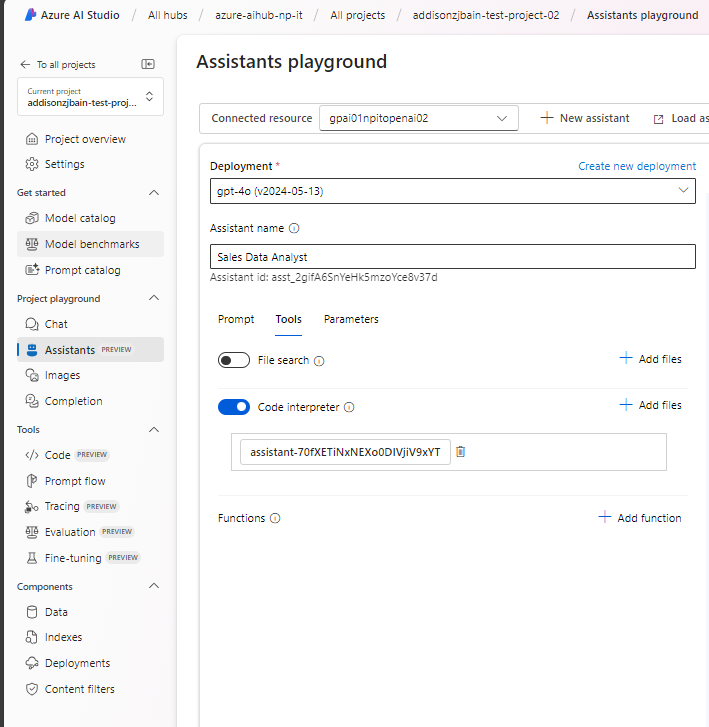 Azure AI Studio / All hubs / azure-aihub-np-it / All projects / addisonzjbain-test-project-02 / Assistants playground
To all projects
Current project
addisonzjbain-test-proj...
Project overview
Settings
Get started
Model catalog
Model benchmarks
Prompt catalog
Project playground
Chat
Assistants PREVIEW
Images
Completion
Tools
Code PREVIEW
Prompt flow
Tracing PREVIEW
Evaluation PREVIEW
Fine-tuning PREVIEW
Components
Data
Indexes
Deployments
Content filters
Assistants playground
Connected resource gpai01npitopenai02 New assistant Load as
Deployment * Create new deployment
gpt-4o (v2024-05-13)
Assistant name
Sales Data Analyst
Assistant id: asst_2gifA6SnYeHk5mzoYce8v37d
Prompt Tools Parameters
File search Add files
Code interpreter Add files
assistant-70fXETiNxNEXo0DIVjiV9xYT
Functions Add function